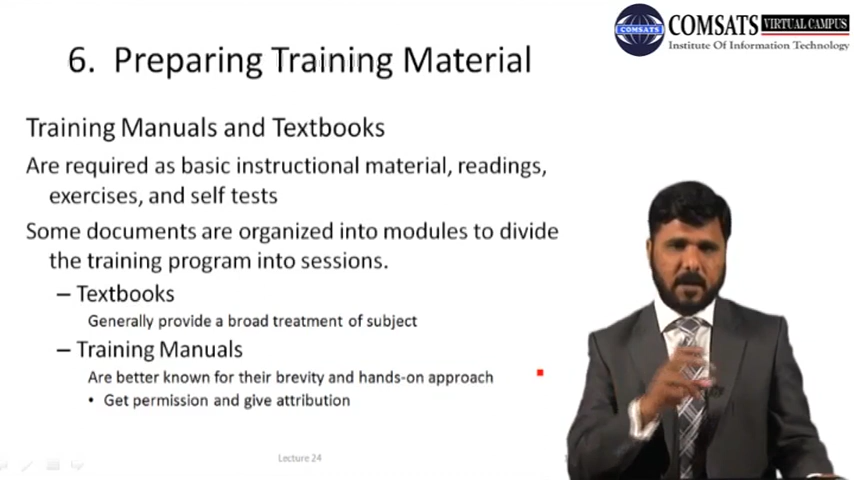 COMSATS VIRTUAL CAMPUS
Institute Of Information Technology
6. Preparing Training Material
Training Manuals and Textbooks
Are required as basic instructional material, readings,
exercises, and self tests
Some documents are organized into modules to divide
the training program into sessions.
– Textbooks
Generally provide a broad treatment of subject
– Training Manuals
Are better known for their brevity and hands-on approach
• Get permission and give attribution
Lecture 24